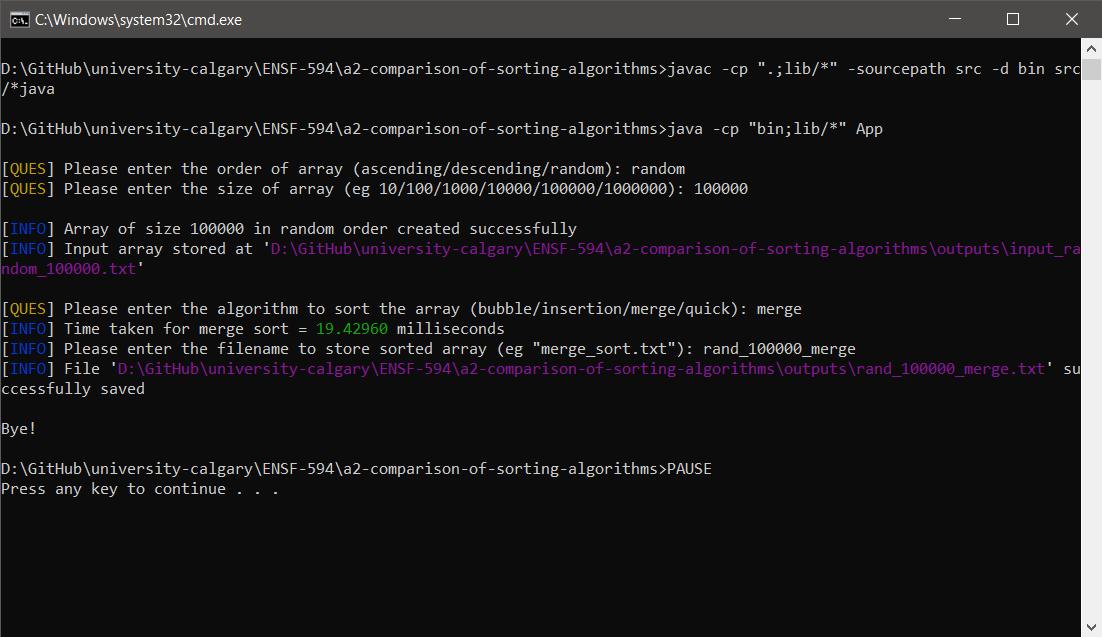 C:\Windows\system32\cmd.exe
D:\GitHub\university-calgary\ENSF-594\a2-comparison-of-sorting-algorithms>javac -cp ".;lib/*" -sourcepath src -d bin src
/*java
D:\GitHub\university-calgary\ENSF-594\a2-comparison-of-sorting-algorithms>java -cp "bin;lib/*" App
[QUES] Please enter the order of array (ascending/descending/random): random
[QUES] Please enter the size of array (eg 10/100/1000/10000/100000/1000000): 100000
[INFO] Array of size 100000 in random order created successfully
[INFO] Input array stored at 'D:\GitHub\university-calgary\ENSF-594\a2-comparison-of-sorting-algorithms\outputs\input_ra
ndom_100000.txt'
[QUES] Please enter the algorithm to sort the array (bubble/insertion/merge/quick): merge
[INFO] Time taken for merge sort = 19.42960 milliseconds
[INFO] Please enter the filename to store sorted array (eg "merge_sort.txt"): rand_100000_merge
[INFO] File 'D:\GitHub\university-calgary\ENSF-594\a2-comparison-of-sorting-algorithms\outputs\rand_100000_merge.txt' su
ccessfully saved
Bye!
D:\GitHub\university-calgary\ENSF-594\a2-comparison-of-sorting-algorithms>PAUSE
Press any key to continue . . .